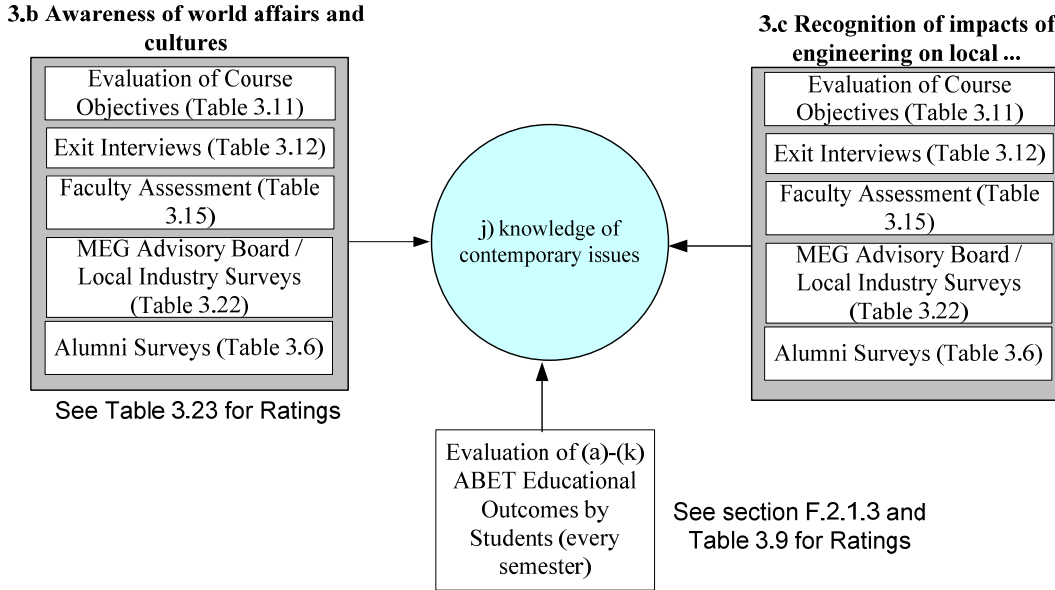 3.b Awareness of world affairs and
cultures
Evaluation of Course
Objectives (Table 3.11)
Exit Interviews (Table 3.12)
Faculty Assessment (Table
3.15)
MEG Advisory Board /
Local Industry Surveys
(Table 3.22)
Alumni Surveys (Table 3.6)
See Table 3.23 for Ratings
j) knowledge of
contemporary issues
3.c Recognition of impacts of
engineering on local ...
Evaluation of Course
Objectives (Table 3.11)
Exit Interviews (Table 3.12)
Faculty Assessment (Table
3.15)
MEG Advisory Board /
Local Industry Surveys
(Table 3.22)
Alumni Surveys (Table 3.6)
Evaluation of (a)-(k)
ABET Educational
Outcomes by
Students (every
semester)
See section F.2.1.3 and
Table 3.9 for Ratings